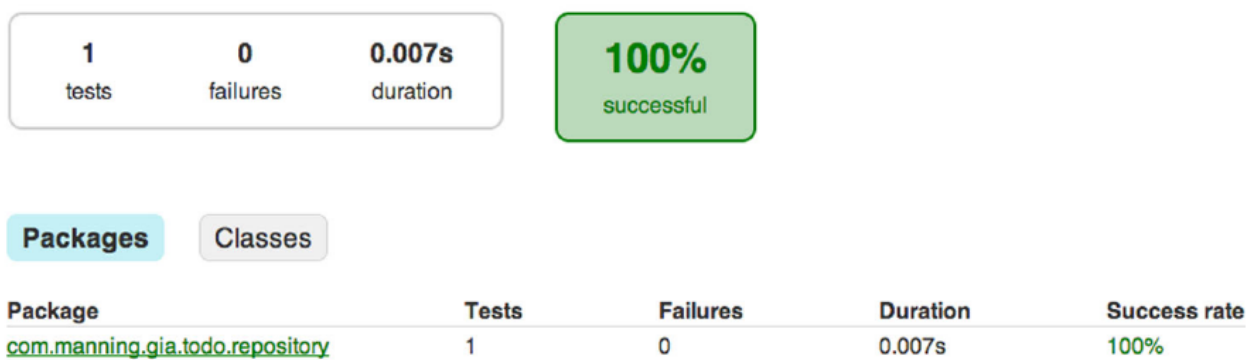 1 0 0.007s 100%
tests failures duration successful
Packages Classes
Package Tests Failures Duration Success rate
com.manning.gia.todo.repository 1 0 0.007s 100%